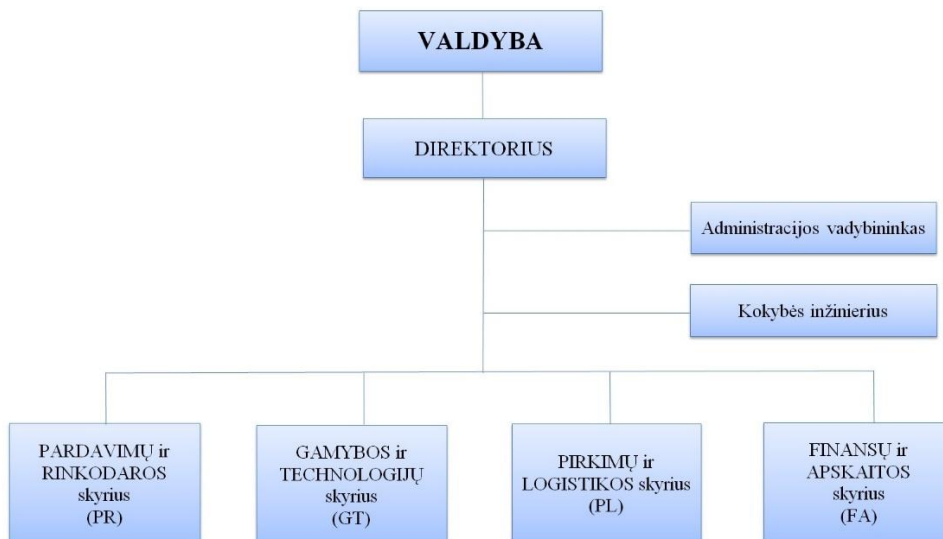 VALDYBA
DIREKTORIUS
Administracijos vadybininkas
Kokybės inžinierius
PARDAVIMŲ ir
RINKODAROS
skyrius
(PR)
GAMYBOS ir
TECHNOLOGIJŲ
skyrius
(GT)
PIRKIMŲ ir
LOGISTIKOS skyrius
(PL)
FINANSŲ ir
APSKAITOS
skyrius
(FA)